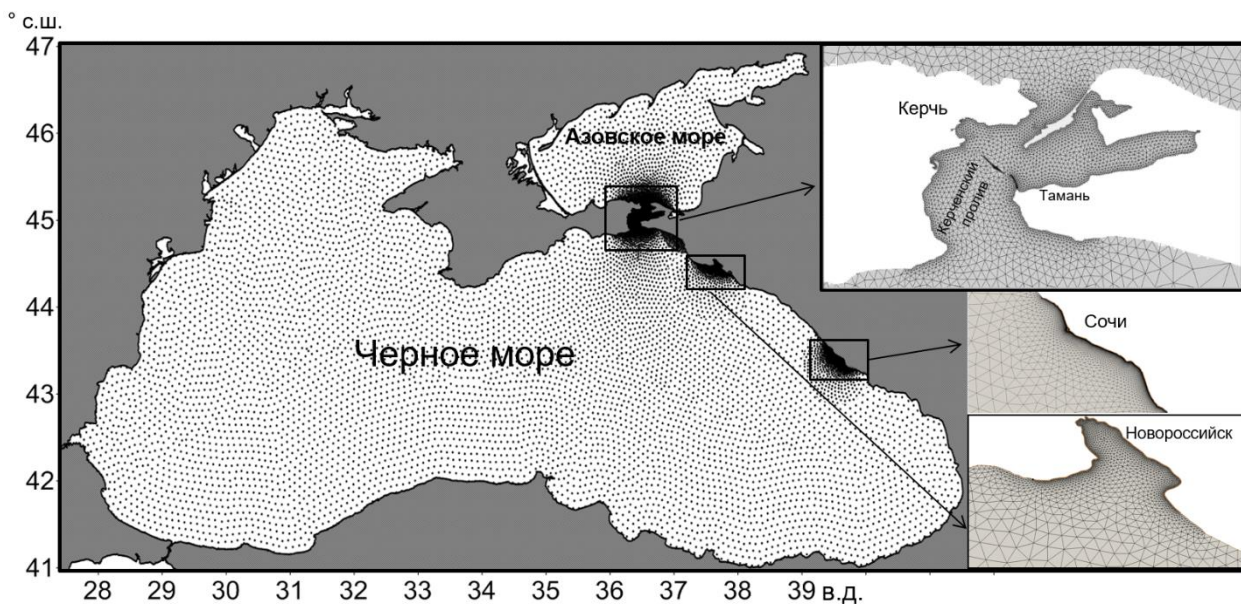 ° с.ш.
47
46
45
44
43
42
41
Азовское море
Черное море
Керчь
Керченский
пролив
Тамань
Сочи
Новороссийск
28 29 30 31 32 33 34 35 36 37 38 39 в.д.